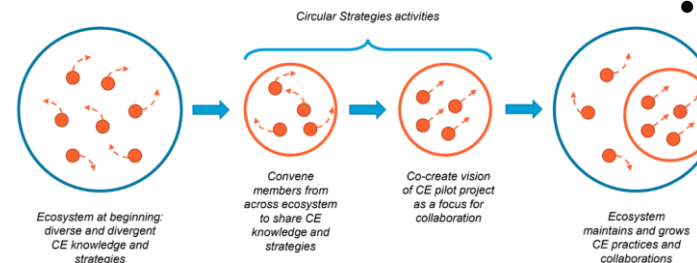 Circular Strategies activities
Ecosystem at beginning:
diverse and divergent
CE knowledge and
strategies
Convene
members from
across ecosystem
to share CE
knowledge and
strategies
Co-create vision
of CE pilot project
as a focus for
collaboration
Ecosystem
maintains and grows
CE practices and
collaborations